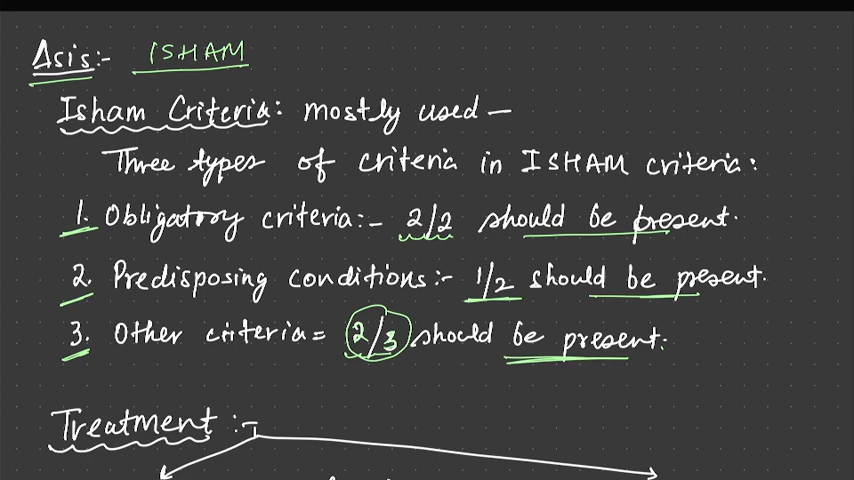 Asis:- ISHAM
Isham Criteria: mostly used —
Three types of criteria in ISHAM criteria:
1. Obligatory criteria:- 2/2 should be present.
2. Predisposing conditions:- 1/2 should be present.
3. Other criteria= 2/3 should be present.
Treatment:-